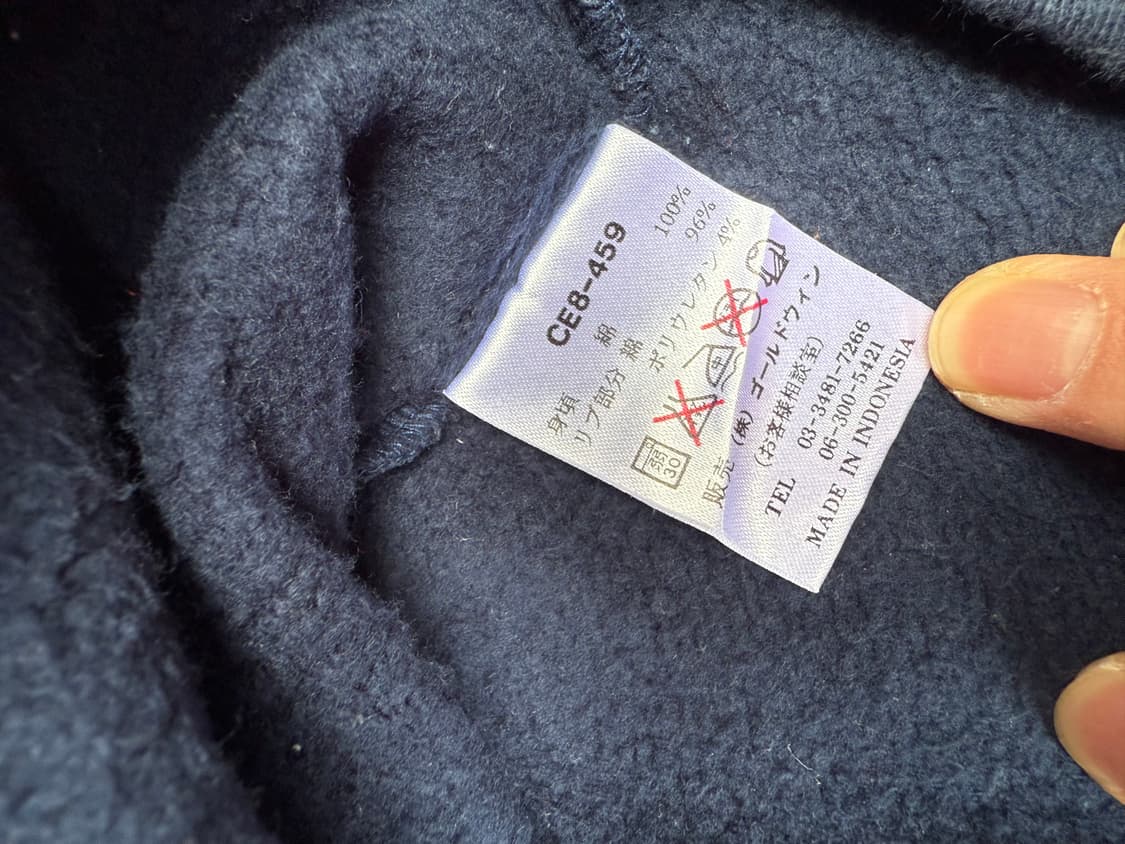 CE8-459
身頃 綿 100%
リブ部分 綿 96%
ポリウレタン 4%
弱
30
中
販売 (株) ゴールドウィン
(お客様相談室)
TEL 03-3481-7266
06-300-5421
MADE IN INDONESIA